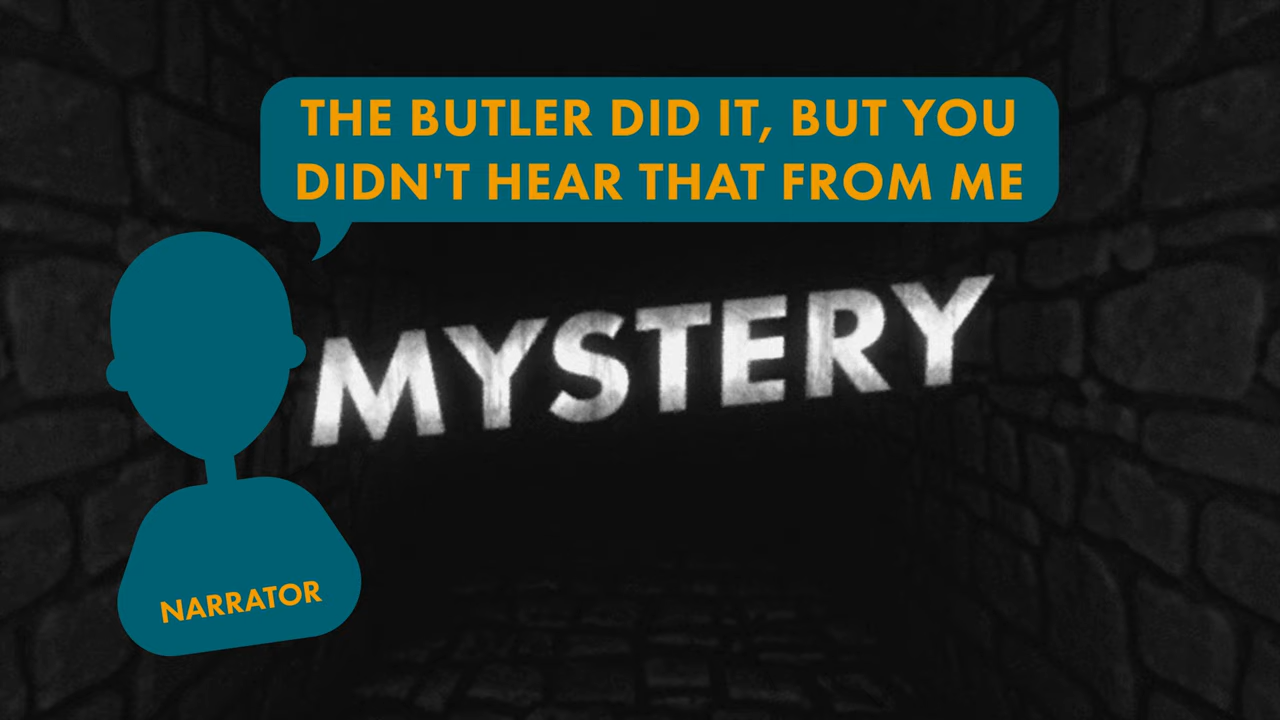 THE BUTLER DID IT, BUT YOU
DIDN'T HEAR THAT FROM ME
MYSTERY
NARRATOR